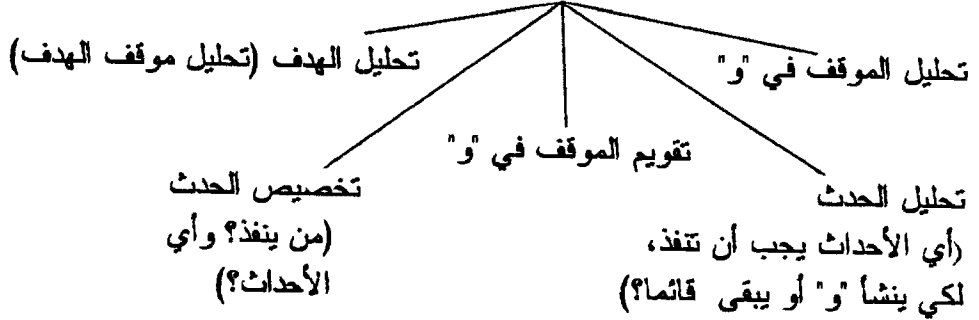 تحليل الموقف في "و"
تحليل الهدف (تحليل موقف الهدف)
تقويم الموقف في "و"
تحليل الحدث
(أي الأحداث يجب أن تتفذ،
لكي ينشأ "و" أو يبقى قائما؟)
تخصيص الحدث
(من ينفذ؟ وأي
الأحداث؟)